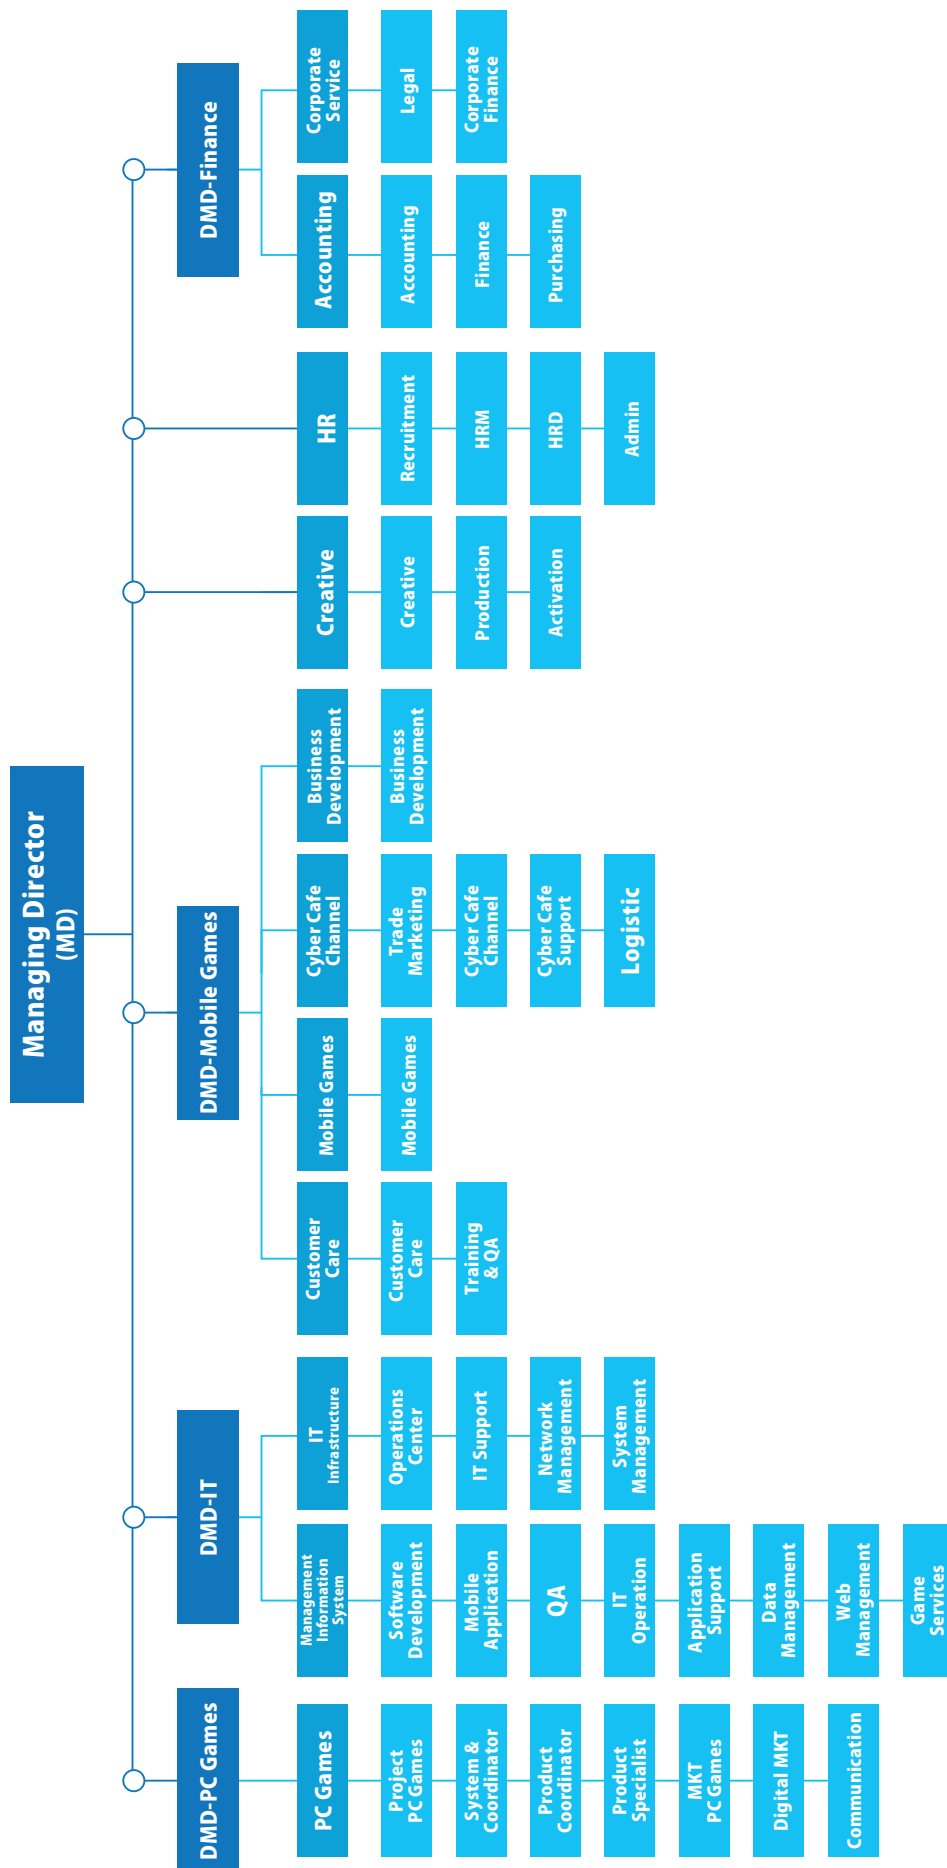 Managing Director
(MD)
DMD-PC Games
DMD-IT
DMD-Mobile Games
DMD-Finance
PC Games
Management
Information
System
IT
Infrastructure
Customer
Care
Mobile Games
Cyber Cafe
Channel
Business
Development
Creative
HR
Accounting
Corporate
Service
Project
PC Games
Software
Development
Operations
Center
Customer
Care
Mobile Games
Trade
Marketing
Business
Development
Creative
Recruitment
Accounting
Legal
System &
Coordinator
Mobile
Application
IT Support
Training
& QA
Cyber Cafe
Channel
Production
HRM
Finance
Corporate
Finance
Product
Coordinator
QA
Network
Management
Cyber Cafe
Support
Activation
HRD
Purchasing
Product
Specialist
IT
Operation
System
Management
Logistic
Admin
MKT
PC Games
Application
Support
Digital MKT
Data
Management
Communication
Web
Management
Game
Services